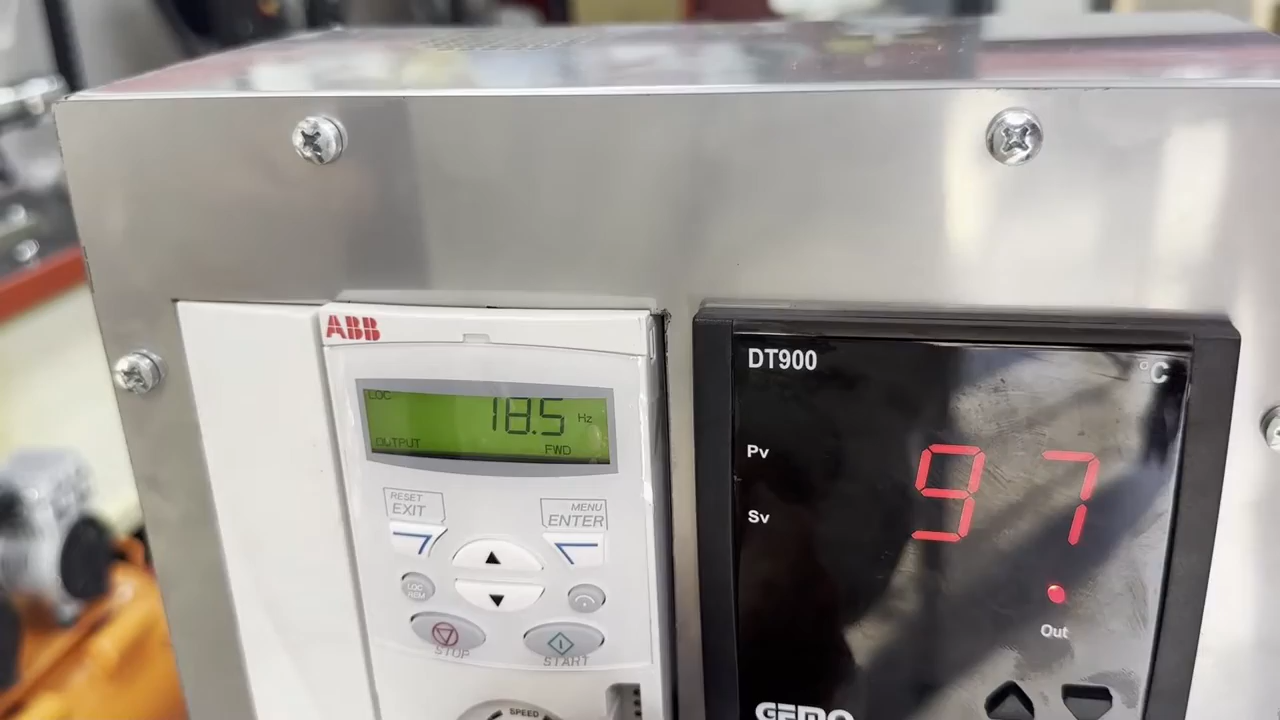 ABB
LOC
18.5 Hz
OUTPUT FWD
RESET
EXIT
MENU
ENTER
LOC
REM
STOP
START
SPEED
DT900
°C
Pv
97
Sv
Out
GEMO